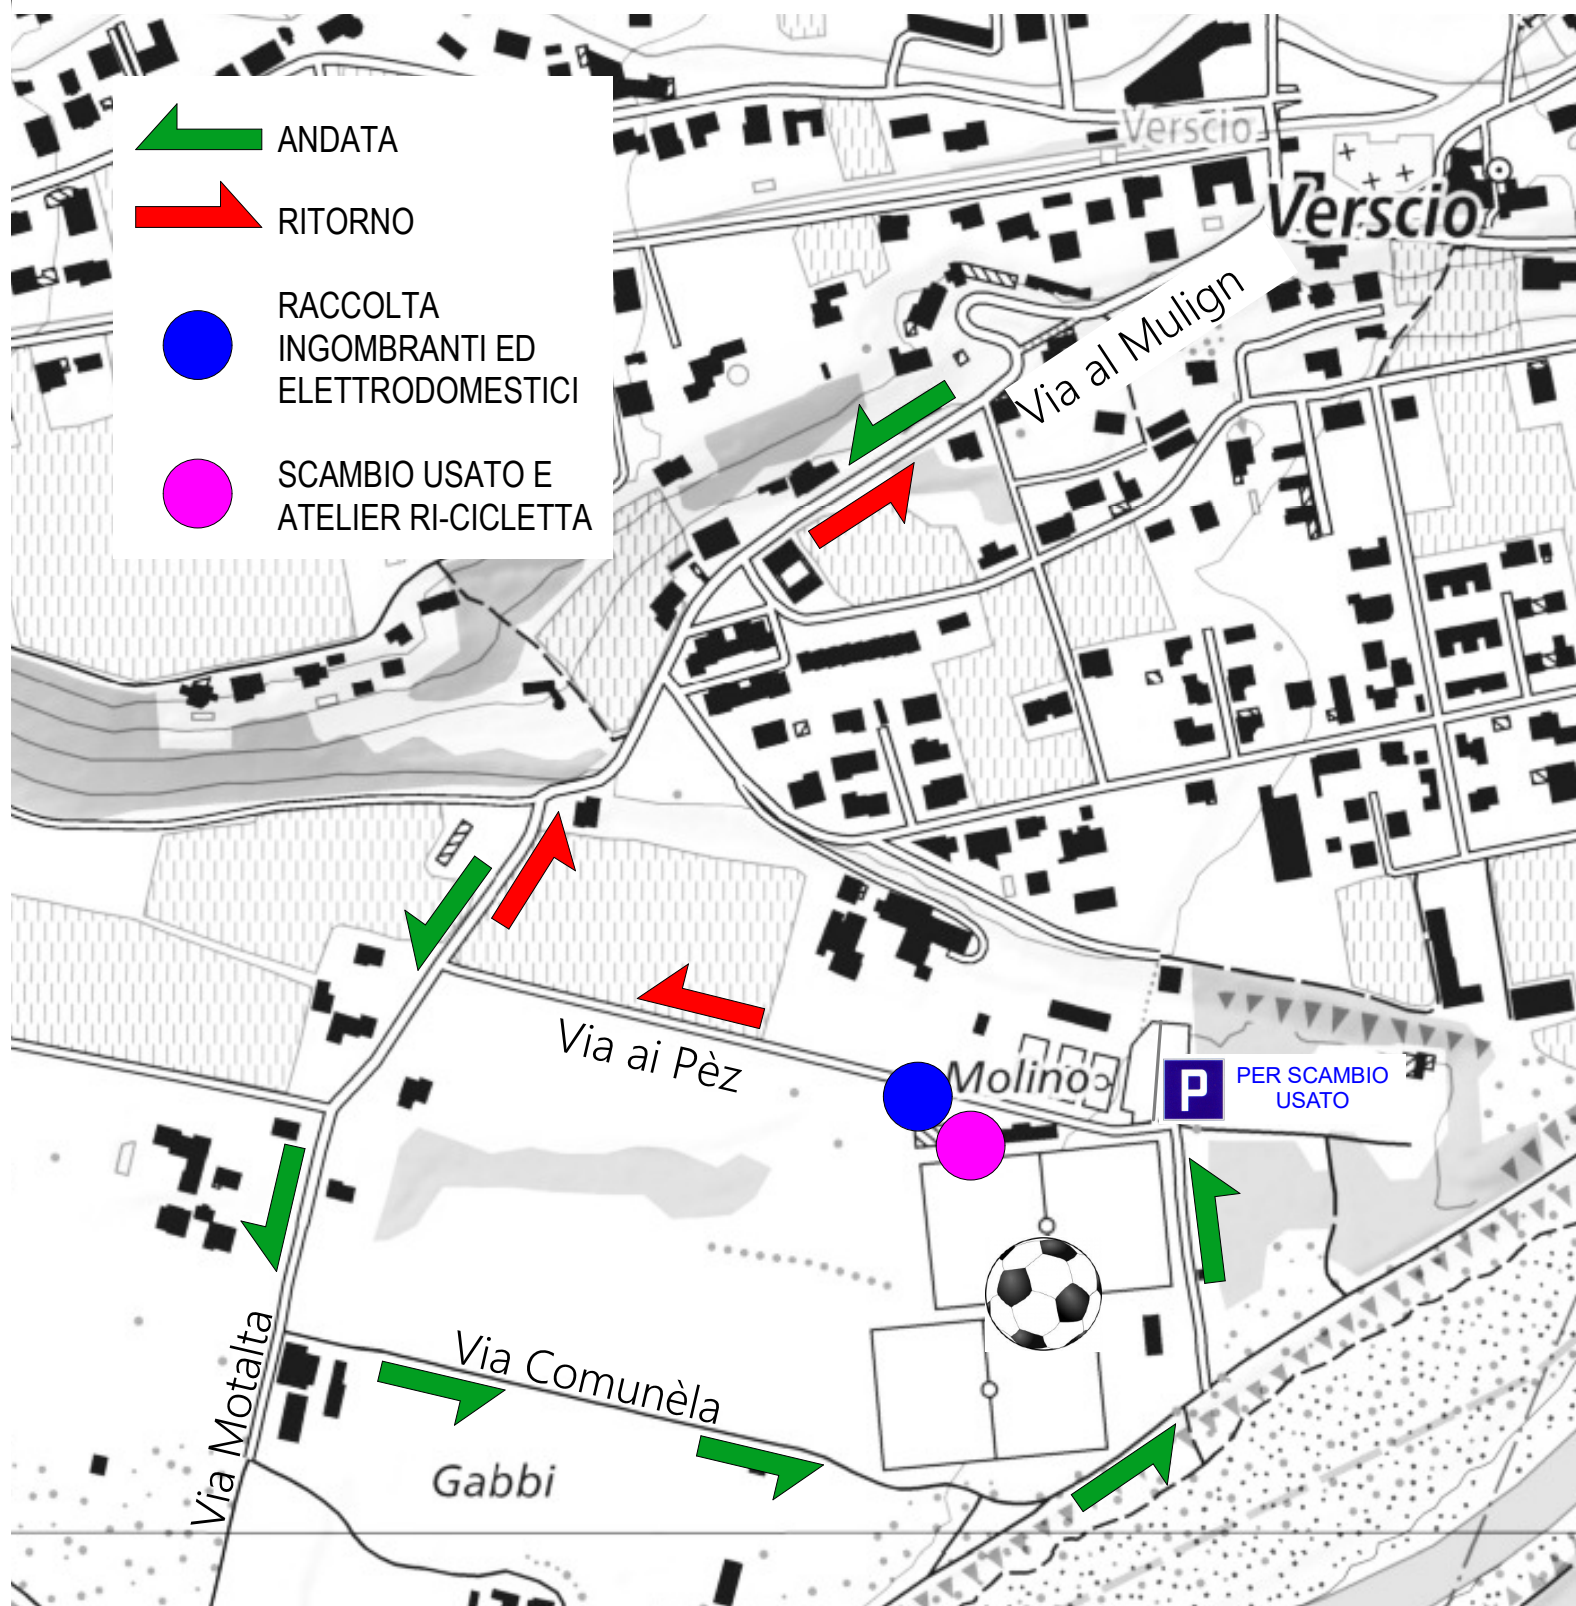 ANDATA
RITORNO
RACCOLTA
INGOMBRANTI ED
ELETTRODOMESTICI
SCAMBIO USATO E
ATELIER RI-CICLETTA
Verscio
Verscio
Via al Mulign
Via ai Pèz
Molino
P
PER SCAMBIO
USATO
Via Motalta
Via Comunèla
Gabbi